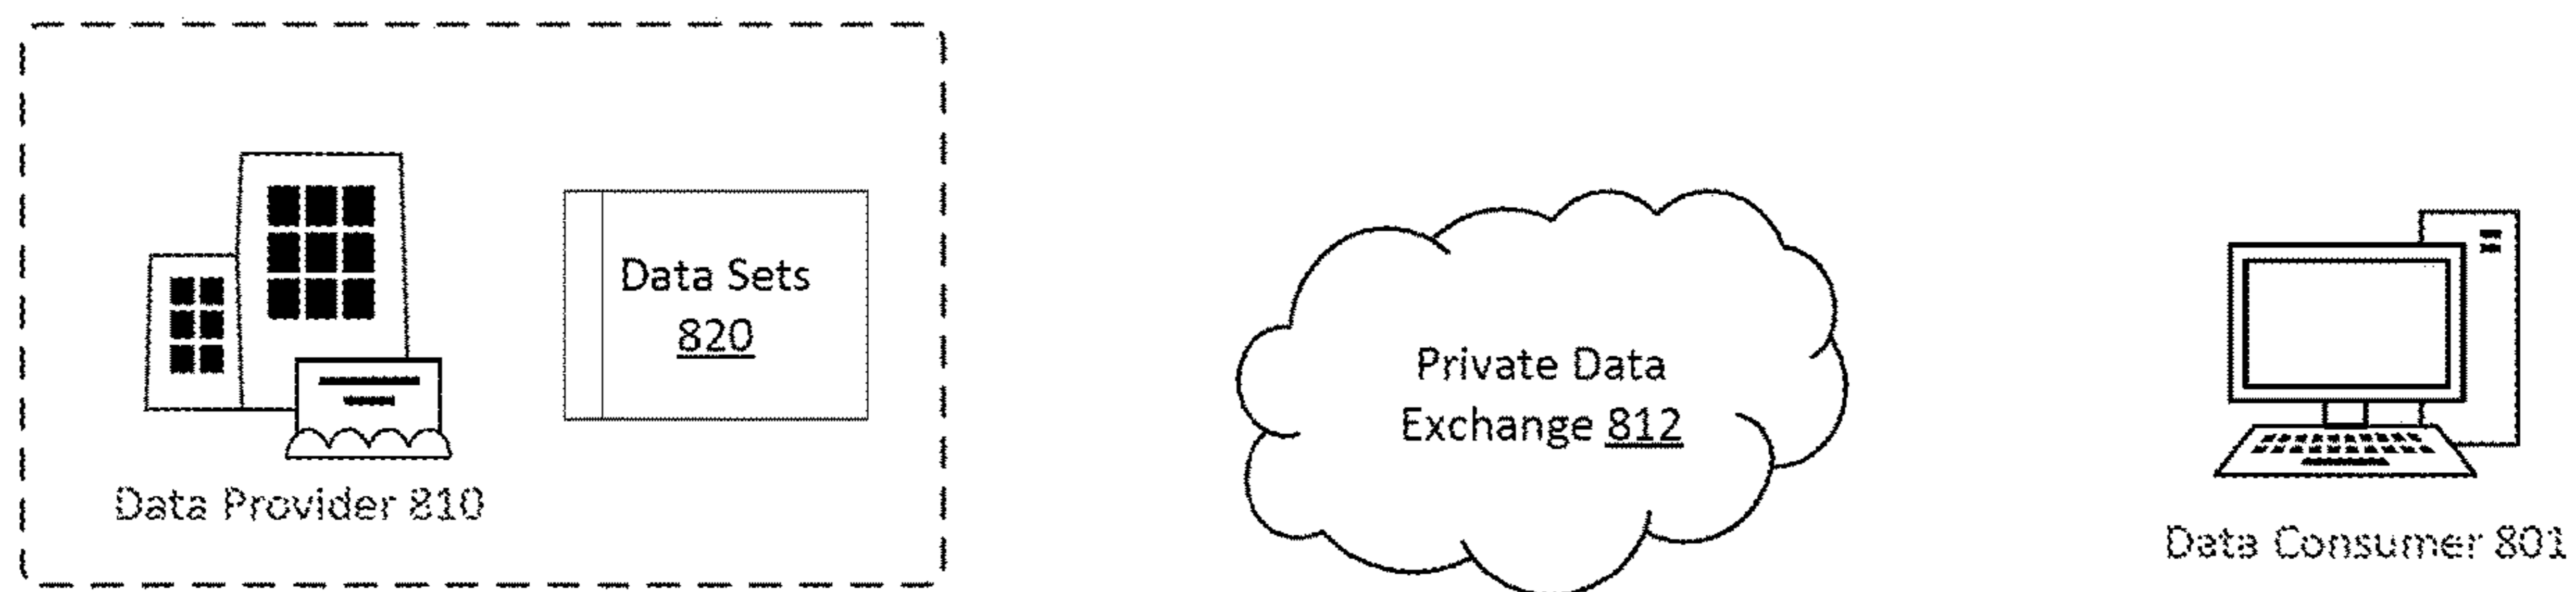 Data Sets
820
Data Provider 810
Private Data
Exchange 812
Data Consumer 801